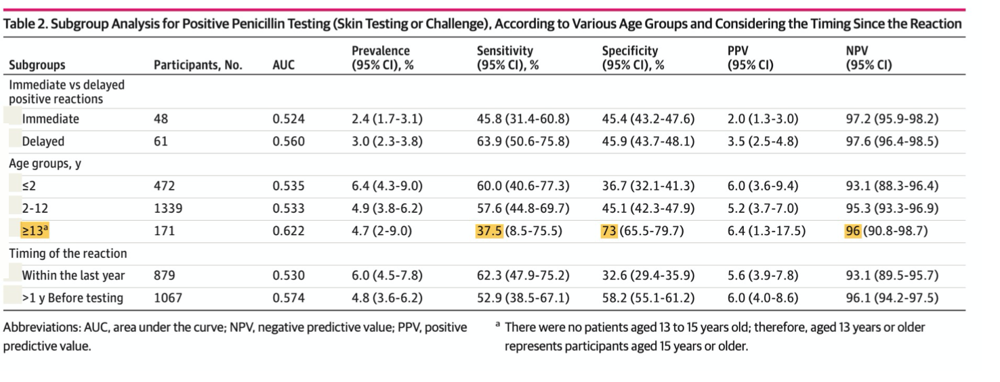 Table 2. Subgroup Analysis for Positive Penicillin Testing (Skin Testing or Challenge), According to Various Age Groups and Considering the Timing Since the Reaction
Subgroups Participants, No. AUC Prevalence (95% CI), % Sensitivity (95% CI), % Specificity (95% CI), % PPV (95% CI) NPV (95% CI)
Immediate vs delayed
positive reactions
Immediate 48 0.524 2.4 (1.7-3.1) 45.8 (31.4-60.8) 45.4 (43.2-47.6) 2.0 (1.3-3.0) 97.2 (95.9-98.2)
Delayed 61 0.560 3.0 (2.3-3.8) 63.9 (50.6-75.8) 45.9 (43.7-48.1) 3.5 (2.5-4.8) 97.6 (96.4-98.5)
Age groups, y
≤2 472 0.535 6.4 (4.3-9.0) 60.0 (40.6-77.3) 36.7 (32.1-41.3) 6.0 (3.6-9.4) 93.1 (88.3-96.4)
2-12 1339 0.533 4.9 (3.8-6.2) 57.6 (44.8-69.7) 45.1 (42.3-47.9) 5.2 (3.7-7.0) 95.3 (93.3-96.9)
≥13ᵃ 171 0.622 4.7 (2-9.0) 37.5 (8.5-75.5) 73 (65.5-79.7) 6.4 (1.3-17.5) 96 (90.8-98.7)
Timing of the reaction
Within the last year 879 0.530 6.0 (4.5-7.8) 62.3 (47.9-75.2) 32.6 (29.4-35.9) 5.6 (3.9-7.8) 93.1 (89.5-95.7)
>1 y Before testing 1067 0.574 4.8 (3.6-6.2) 52.9 (38.5-67.1) 58.2 (55.1-61.2) 6.0 (4.0-8.6) 96.1 (94.2-97.5)
Abbreviations: AUC, area under the curve; NPV, negative predictive value; PPV, positive
predictive value.
ᵃ There were no patients aged 13 to 15 years old; therefore, aged 13 years or older
represents participants aged 15 years or older.